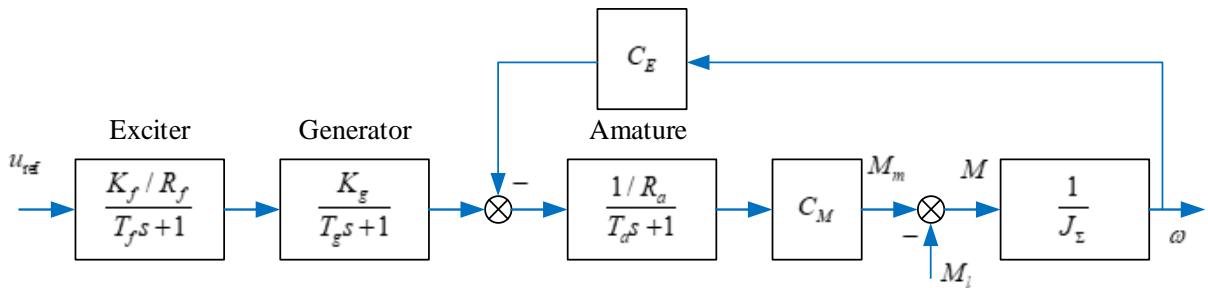 C_E
Exciter
Generator
Amature
u_ref
K_f / R_f
T_f s + 1
K_g
T_g s + 1
−
1 / R_a
T_a s + 1
C_M
M_m
−
M_l
M
1
J_Σ
ω